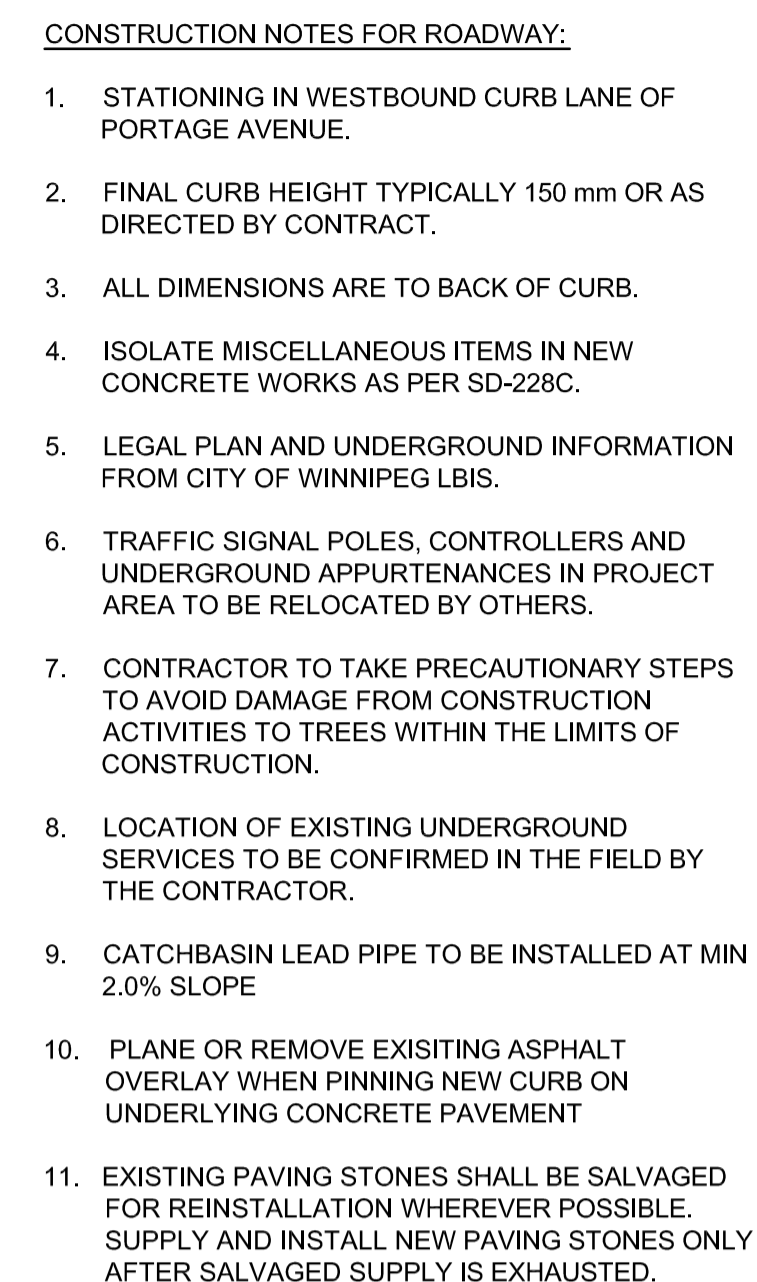 CONSTRUCTION NOTES FOR ROADWAY:
1. STATIONING IN WESTBOUND CURB LANE OF
PORTAGE AVENUE.
2. FINAL CURB HEIGHT TYPICALLY 150 mm OR AS
DIRECTED BY CONTRACT.
3. ALL DIMENSIONS ARE TO BACK OF CURB.
4. ISOLATE MISCELLANEOUS ITEMS IN NEW
CONCRETE WORKS AS PER SD-228C.
5. LEGAL PLAN AND UNDERGROUND INFORMATION
FROM CITY OF WINNIPEG LBIS.
6. TRAFFIC SIGNAL POLES, CONTROLLERS AND
UNDERGROUND APPURTENANCES IN PROJECT
AREA TO BE RELOCATED BY OTHERS.
7. CONTRACTOR TO TAKE PRECAUTIONARY STEPS
TO AVOID DAMAGE FROM CONSTRUCTION
ACTIVITIES TO TREES WITHIN THE LIMITS OF
CONSTRUCTION.
8. LOCATION OF EXISTING UNDERGROUND
SERVICES TO BE CONFIRMED IN THE FIELD BY
THE CONTRACTOR.
9. CATCHBASIN LEAD PIPE TO BE INSTALLED AT MIN
2.0% SLOPE
10. PLANE OR REMOVE EXISITING ASPHALT
OVERLAY WHEN PINNING NEW CURB ON
UNDERLYING CONCRETE PAVEMENT
11. EXISTING PAVING STONES SHALL BE SALVAGED
FOR REINSTALLATION WHEREVER POSSIBLE.
SUPPLY AND INSTALL NEW PAVING STONES ONLY
AFTER SALVAGED SUPPLY IS EXHAUSTED.